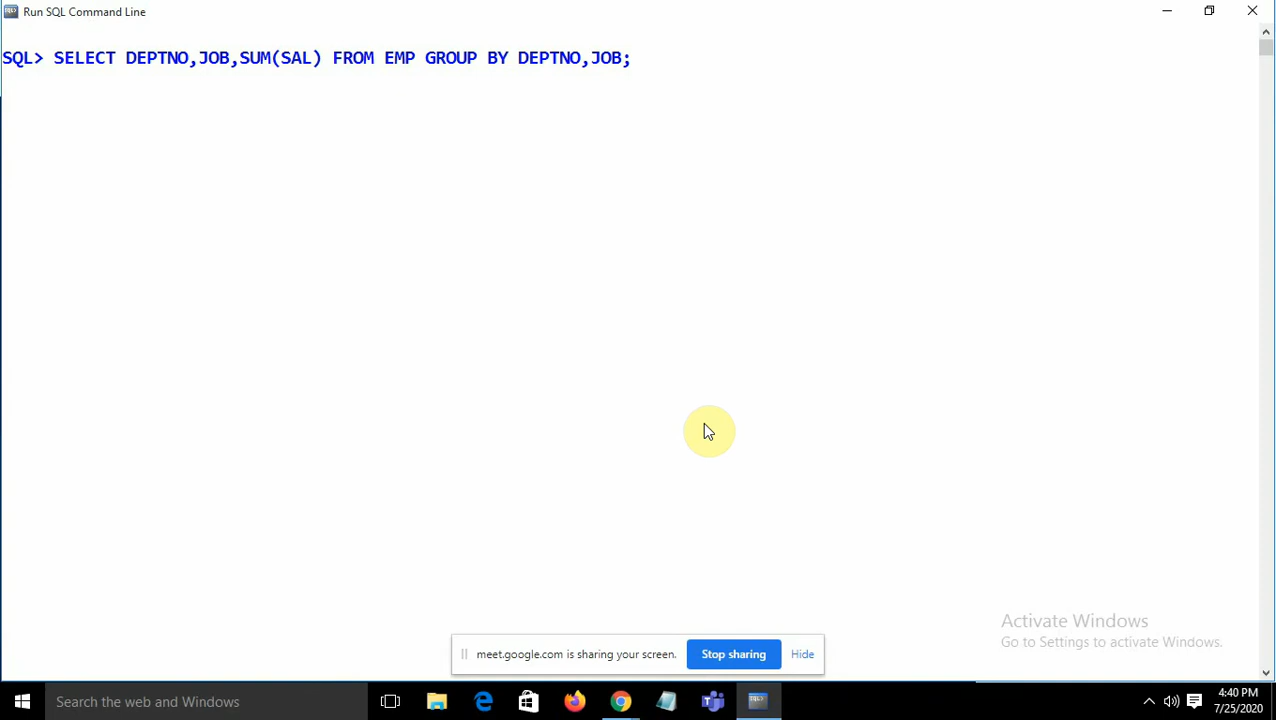 Run SQL Command Line
SQL> SELECT DEPTNO,JOB,SUM(SAL) FROM EMP GROUP BY DEPTNO,JOB;
Activate Windows
Go to Settings to activate Windows.
meet.google.com is sharing your screen. Stop sharing Hide
Search the web and Windows
4:40 PM
7/25/2020